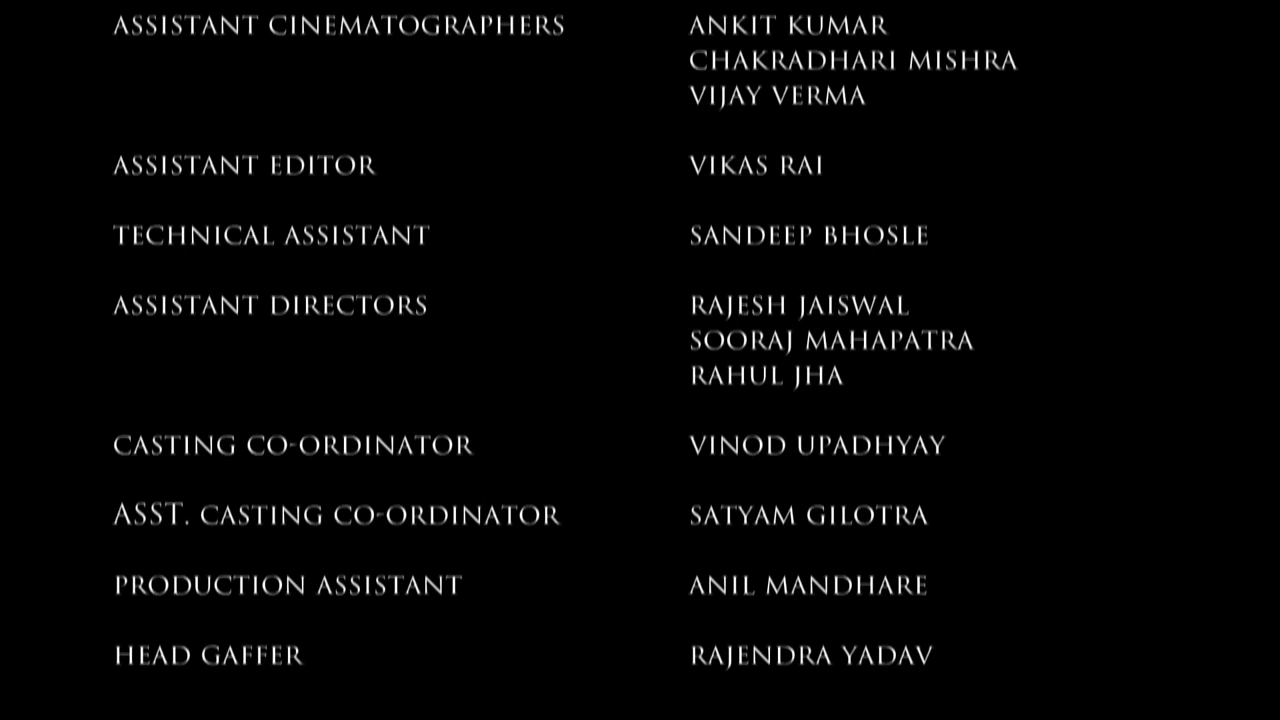 ASSISTANT CINEMATOGRAPHERS ANKIT KUMAR
CHAKRADHARI MISHRA
VIJAY VERMA
ASSISTANT EDITOR VIKAS RAI
TECHNICAL ASSISTANT SANDEEP BHOSLE
ASSISTANT DIRECTORS RAJESH JAISWAL
SOORAJ MAHAPATRA
RAHUL JHA
CASTING CO-ORDINATOR VINOD UPADHYAY
ASST. CASTING CO-ORDINATOR SATYAM GILOTRA
PRODUCTION ASSISTANT ANIL MANDHARE
HEAD GAFFER RAJENDRA YADAV